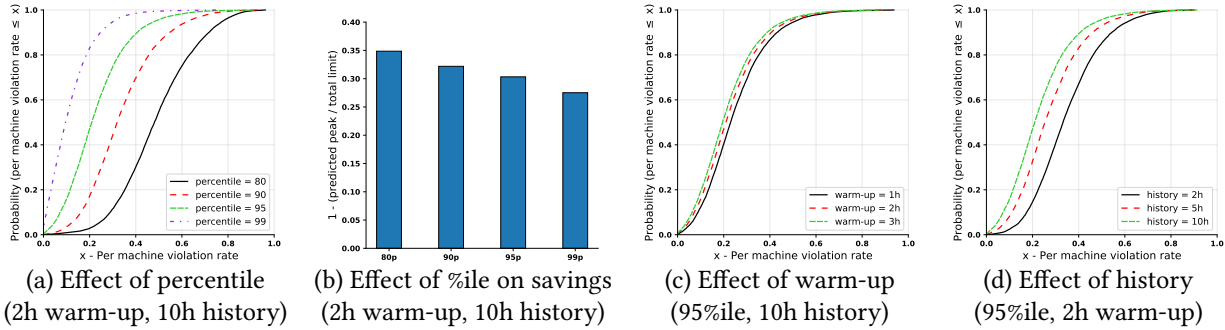 Probability (per machine violation rate ≤ x)
1.0
0.8
0.6
0.4
0.2
0.0
0.0 0.2 0.4 0.6 0.8 1.0
x - Per machine violation rate
percentile = 80
percentile = 90
percentile = 95
percentile = 99
(a) Effect of percentile
(2h warm-up, 10h history)
1 - (predicted peak / total limit)
0.40
0.35
0.30
0.25
0.20
0.15
0.10
0.05
0.00
80p 90p 95p 99p
(b) Effect of %ile on savings
(2h warm-up, 10h history)
Probability (per machine violation rate ≤ x)
1.0
0.8
0.6
0.4
0.2
0.0
0.0 0.2 0.4 0.6 0.8 1.0
x - Per machine violation rate
warm-up = 1h
warm-up = 2h
warm-up = 3h
(c) Effect of warm-up
(95%ile, 10h history)
Probability (per machine violation rate ≤ x)
1.0
0.8
0.6
0.4
0.2
0.0
0.0 0.2 0.4 0.6 0.8 1.0
x - Per machine violation rate
history = 2h
history = 5h
history = 10h
(d) Effect of history
(95%ile, 2h warm-up)